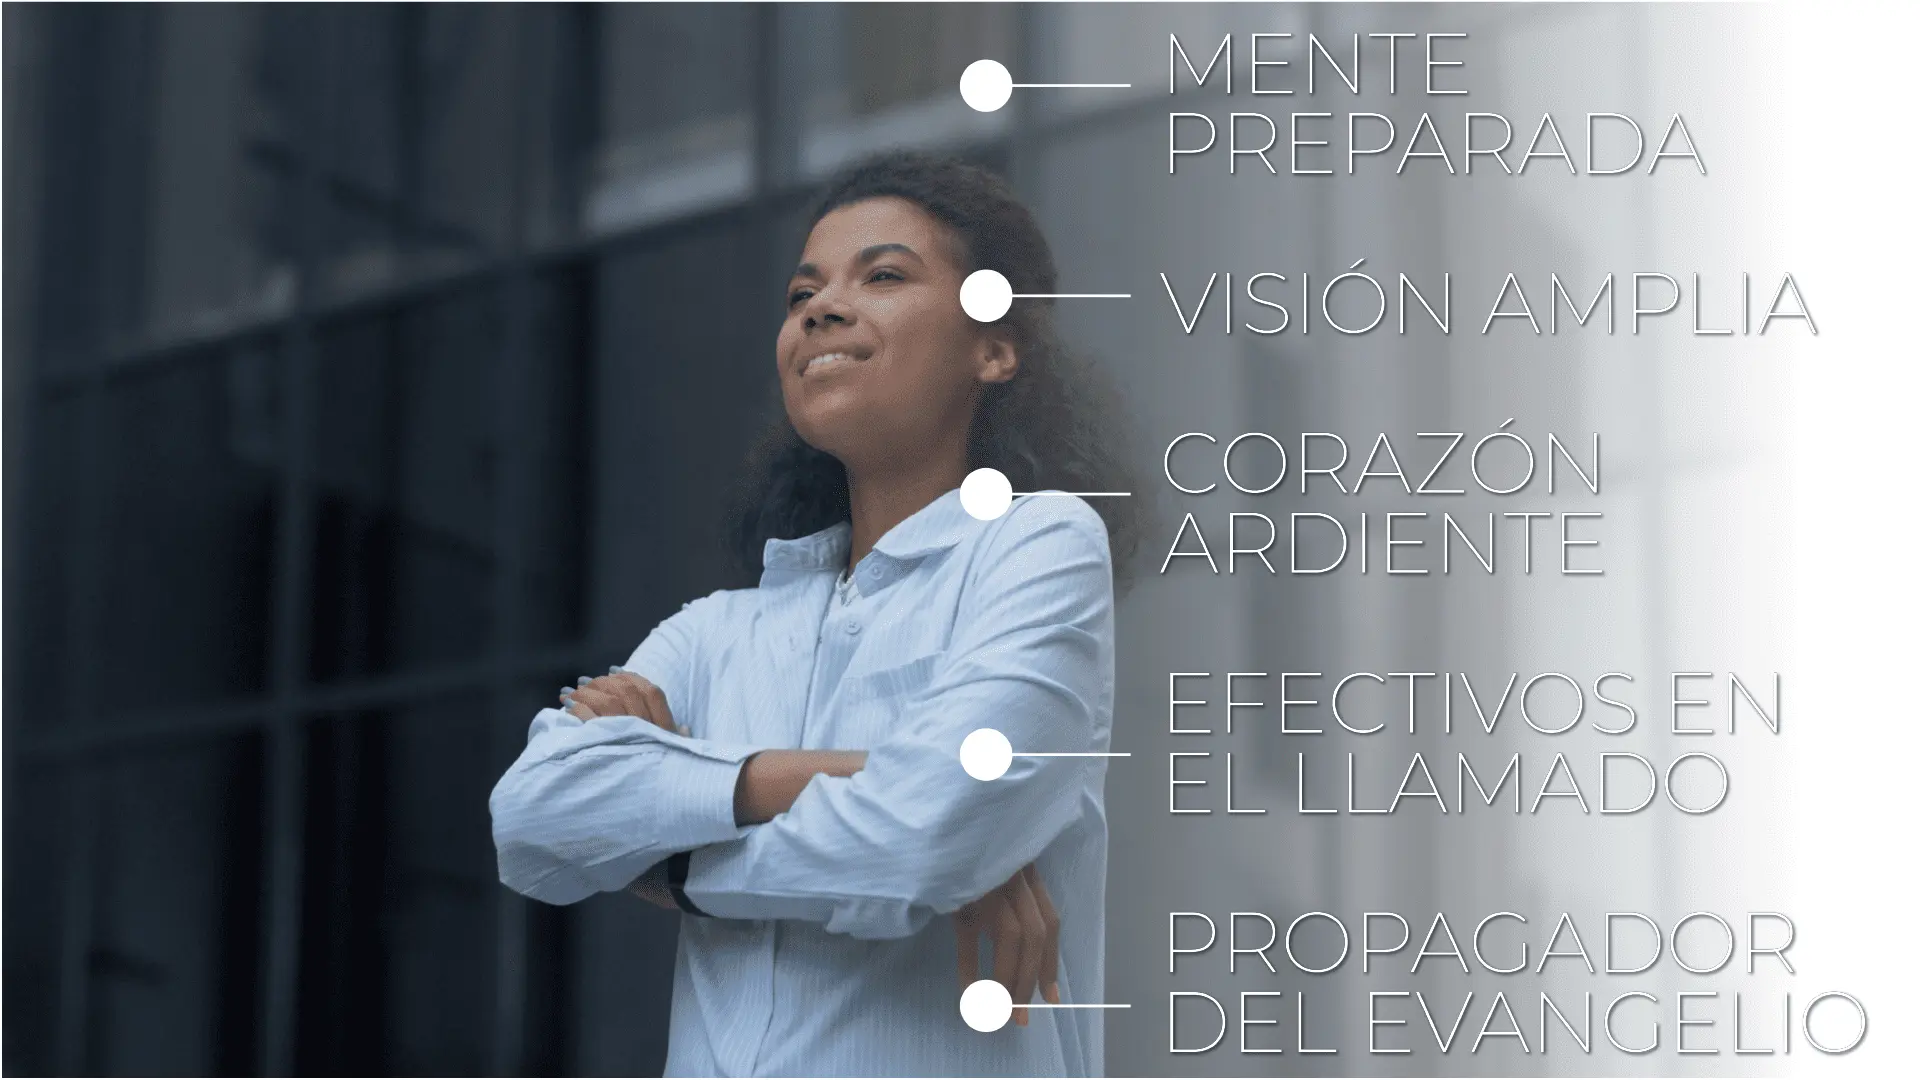 MENTE
PREPARADA
VISIÓN AMPLIA
CORAZÓN
ARDIENTE
EFECTIVOS EN
EL LLAMADO
PROPAGADOR
DEL EVANGELIO